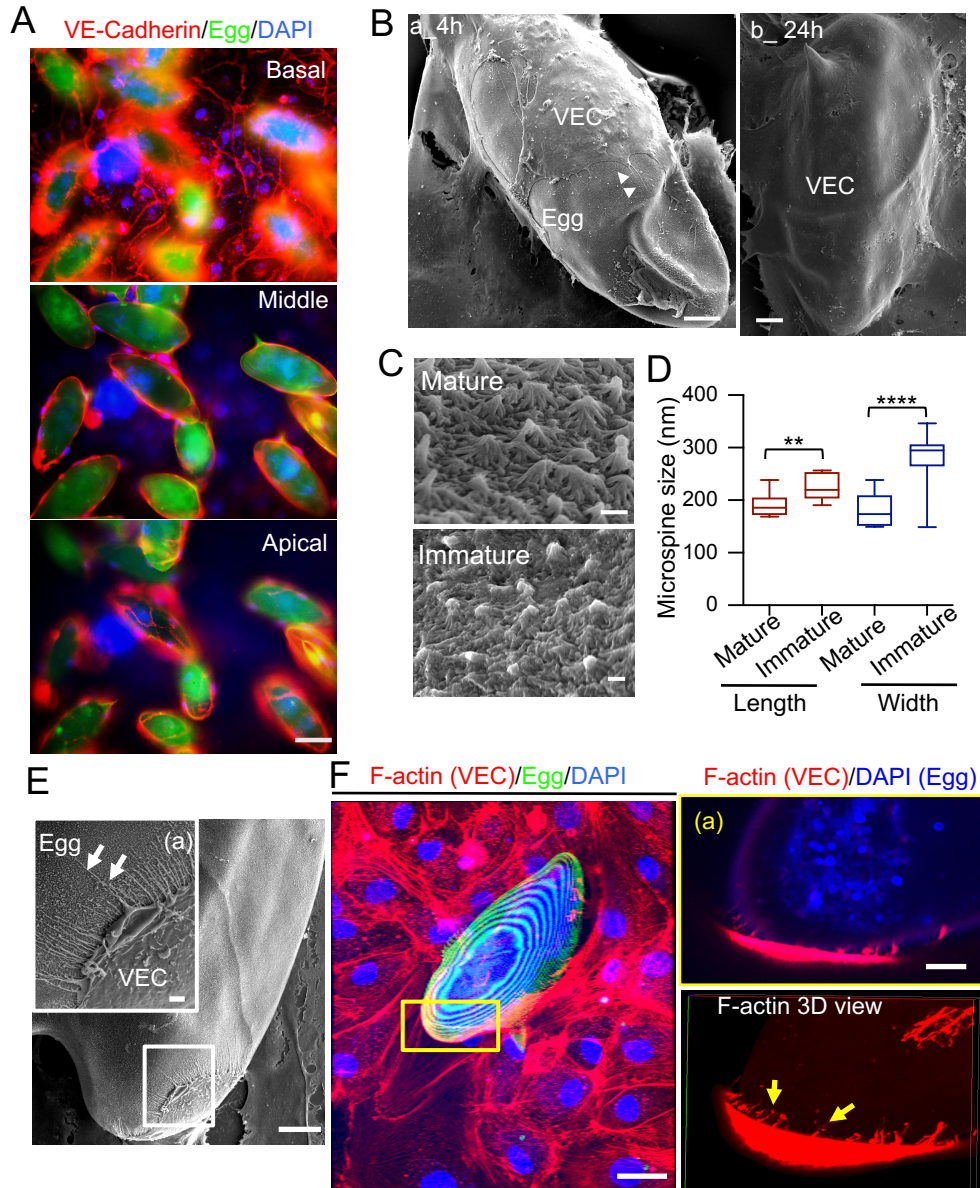 A
VE-Cadherin/Egg/DAPI
Basal
Middle
Apical
B
a_4h
VEC
Egg
b_ 24h
VEC
C
Mature
Immature
D
Microspine size (nm)
400
300
200
100
0
**
****
Mature
Immature
Mature
Immature
Length
Width
E
Egg
(a)
VEC
F
F-actin (VEC)/Egg/DAPI
F-actin (VEC)/DAPI (Egg)
(a)
F-actin 3D view